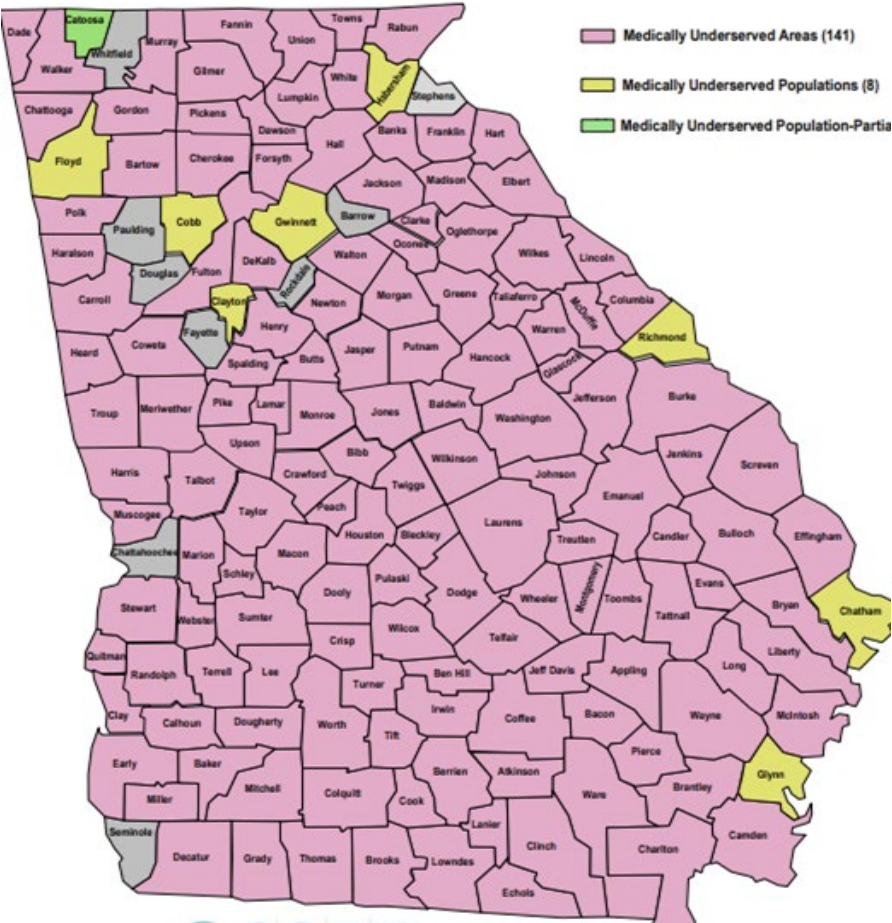 Medically Underserved Areas (141)
Medically Underserved Populations (8)
Medically Underserved Population-Partia
Dade
Catoosa
Whitfield
Murray
Fannin
Towns
Union
Rabun
Walker
Gilmer
White
Habersham
Stephens
Chattooga
Gordon
Pickens
Lumpkin
Dawson
Hall
Banks
Franklin
Hart
Floyd
Bartow
Cherokee
Forsyth
Jackson
Madison
Elbert
Polk
Paulding
Cobb
Gwinnett
Barrow
Clarke
Oconee
Oglethorpe
Wilkes
Lincoln
Haralson
Douglas
Fulton
DeKalb
Rockdale
Walton
Newton
Morgan
Greene
Taliaferro
McDuffie
Columbia
Carroll
Clayton
Fayette
Henry
Warren
Richmond
Heard
Coweta
Spalding
Butts
Jasper
Putnam
Hancock
Glascock
Jefferson
Burke
Troup
Meriwether
Pike
Lamar
Monroe
Jones
Baldwin
Washington
Upson
Bibb
Wilkinson
Jenkins
Screven
Harris
Talbot
Crawford
Twiggs
Johnson
Emanuel
Muscogee
Taylor
Peach
Houston
Bleckley
Laurens
Treutlen
Candler
Bulloch
Effingham
Chattahoochee
Marion
Schley
Macon
Dooly
Pulaski
Dodge
Wheeler
Montgomery
Toombs
Evans
Tattnall
Bryan
Chatham
Stewart
Webster
Sumter
Crisp
Wilcox
Telfair
Liberty
Long
Quitman
Randolph
Terrell
Lee
Turner
Ben Hill
Jeff Davis
Appling
Clay
Calhoun
Dougherty
Worth
Tift
Irwin
Coffee
Bacon
Wayne
McIntosh
Early
Baker
Miller
Mitchell
Colquitt
Cook
Berrien
Atkinson
Ware
Pierce
Brantley
Glynn
Seminole
Decatur
Grady
Thomas
Brooks
Lowndes
Lanier
Clinch
Echols
Charlton
Camden